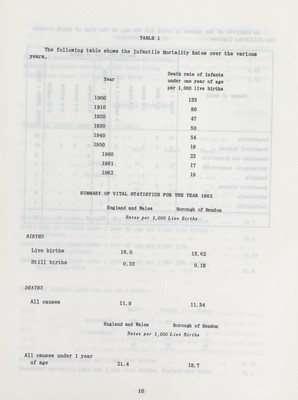 TABLE 1
The following table shows the Infantile Mortality Rates over the various
years.
Year Death rate of infants
under one year of age
per 1,000 live births
1900 123
1910 80
1920 47
1930 50
1940 54
1950 16
1960 22
1961 17
1962 19
SUMMARY OF VITAL STATISTICS FOR THE YEAR 1962
England and Wales Borough of Hendon
Rates per 1,000 Live Births
BIRTHS
Live births 18.0 15.62
Still births 0.33 0.19
DEATHS
All causes 11.9 11.34
England and Wales Borough of Hendon
Rates per 1,000 Live Births
All causes under 1 year
of age 21.4 18.7
10